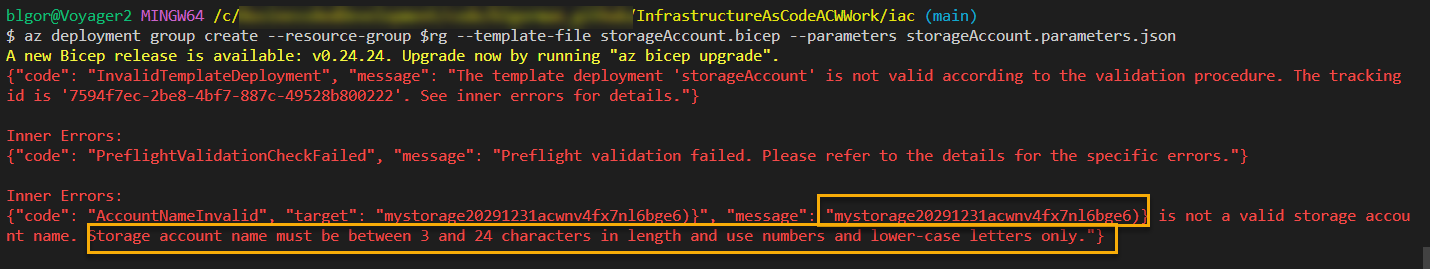 blgor@Voyager2 MINGW64 /c/ /InfrastructureAsCodeACWWork/iac (main)
$ az deployment group create --resource-group $rg --template-file storageAccount.bicep --parameters storageAccount.parameters.json
A new Bicep release is available: v0.24.24. Upgrade now by running "az bicep upgrade".
{"code": "InvalidTemplateDeployment", "message": "The template deployment 'storageAccount' is not valid according to the validation procedure. The tracking
id is '7594f7ec-2be8-4bf7-887c-49528b800222'. See inner errors for details."}
Inner Errors:
{"code": "PreflightValidationCheckFailed", "message": "Preflight validation failed. Please refer to the details for the specific errors."}
Inner Errors:
{"code": "AccountNameInvalid", "target": "mystorage20291231acwnv4fx7nl6bge6)}", "message": "mystorage20291231acwnv4fx7nl6bge6)} is not a valid storage accou
nt name. Storage account name must be between 3 and 24 characters in length and use numbers and lower-case letters only."}